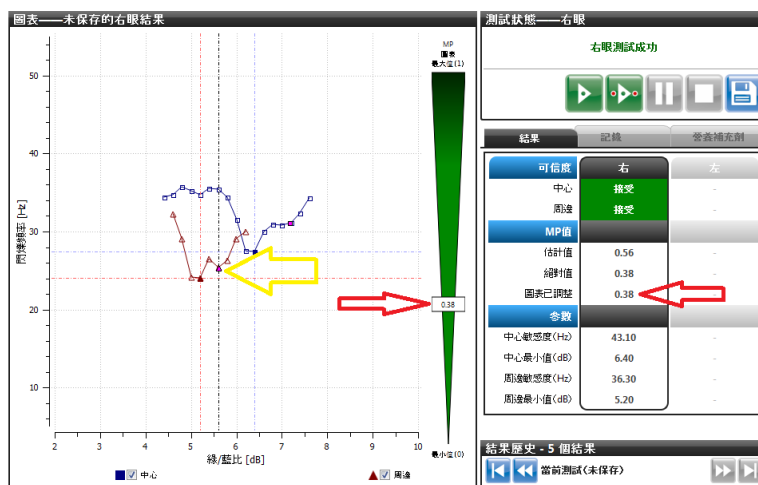 圖表——未保存的右眼結果
MP
圖表
最大值(1)
50
40
30
20
10
閃爍頻率 [Hz]
2 3 4 5 6 7 8 9 10
綠/藍比 [dB]
中心
周邊
0.38
最小值(0)
測試狀態——右眼
右眼測試成功
結果 記錄 營養補充劑
可信度 右 左
中心 接受 -
周邊 接受 -
MP值
估計值 0.56 -
絕對值 0.38 -
圖表已調整 0.38 -
參數
中心敏感度(Hz) 43.10 -
中心最小值(dB) 6.40 -
周邊敏感度(Hz) 36.30 -
周邊最小值(dB) 5.20 -
結果歷史 - 5 個結果
當前測試(未保存)